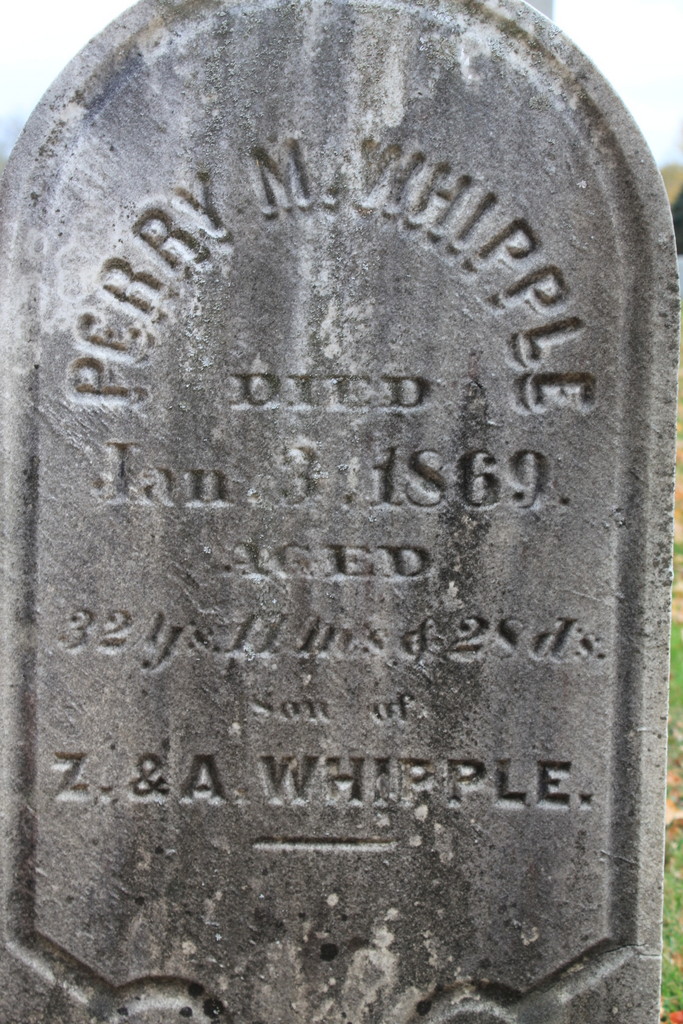 PERRY M. WHIPPLE
DIED
Jan. 3. 1869.
AGED
32 ys. 11 ms & 28 ds.
Son of
Z. & A. WHIPPLE.